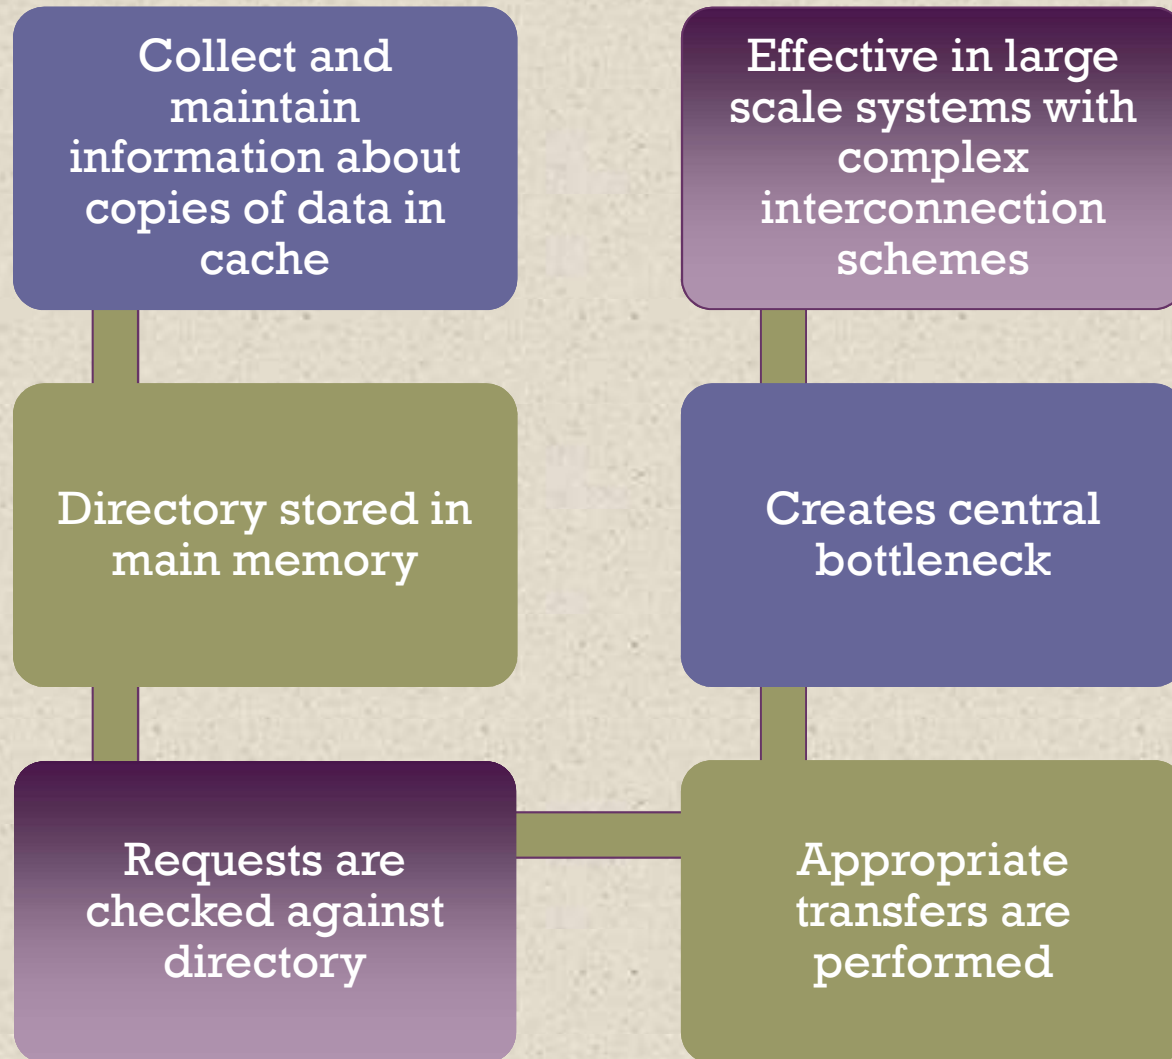 Collect and
maintain
information about
copies of data in
cache
Directory stored in
main memory
Requests are
checked against
directory
Appropriate
transfers are
performed
Creates central
bottleneck
Effective in large
scale systems with
complex
interconnection
schemes